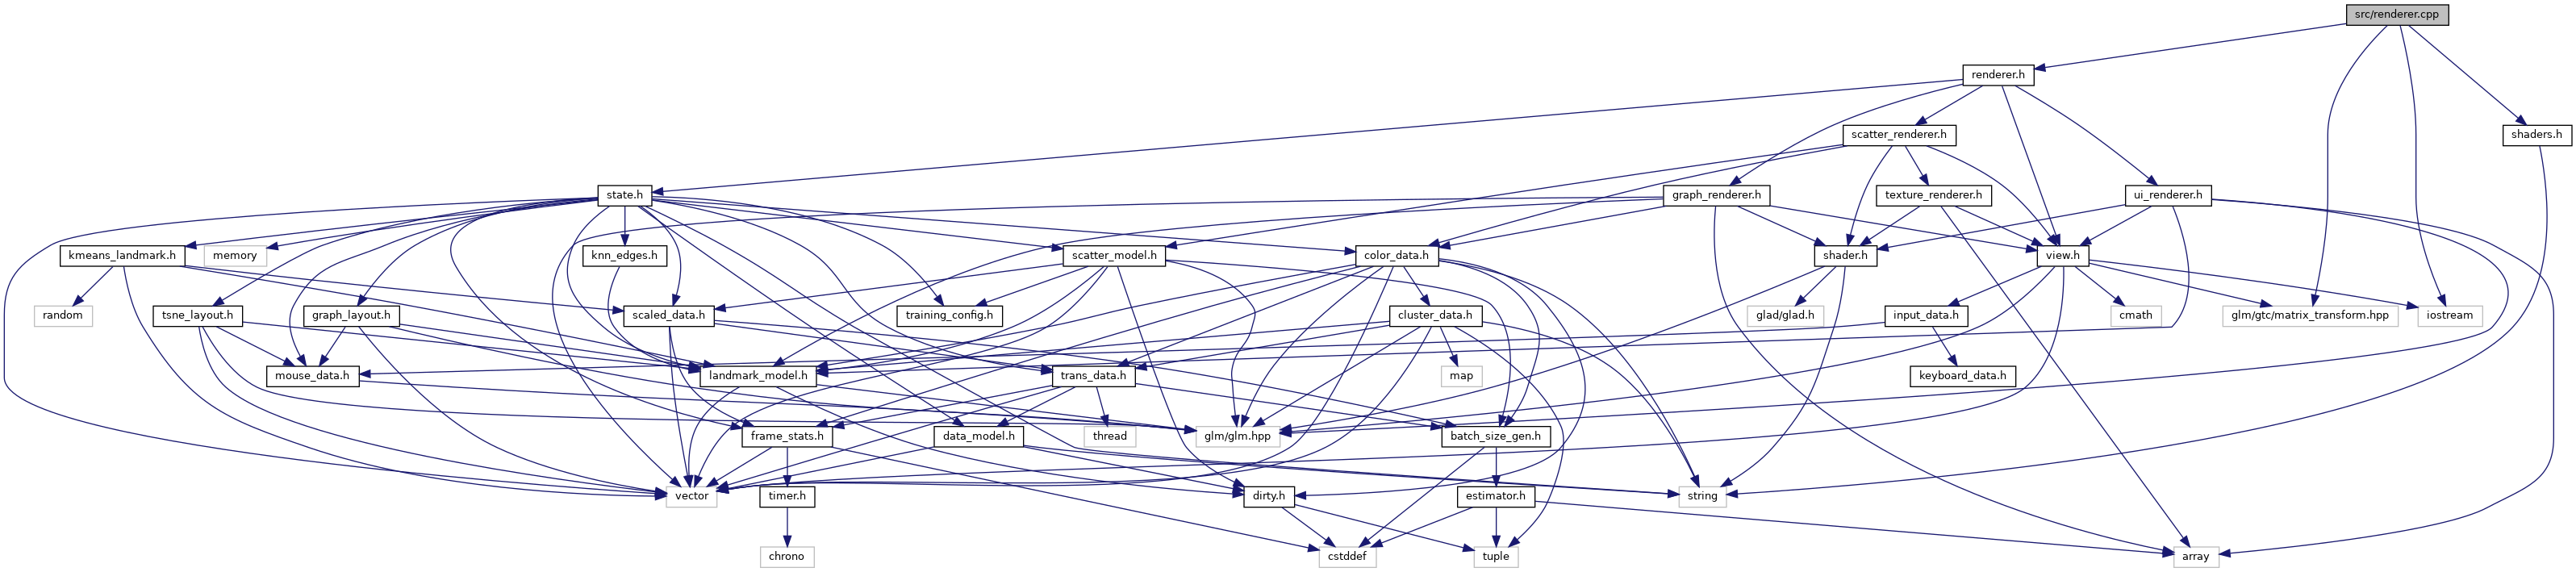 src/renderer.cpp
renderer.h
scatter_renderer.h
shaders.h
state.h
graph_renderer.h
texture_renderer.h
ui_renderer.h
kmeans_landmark.h
memory
knn_edges.h
scatter_model.h
color_data.h
shader.h
view.h
random
tsne_layout.h
graph_layout.h
scaled_data.h
training_config.h
cluster_data.h
glad/glad.h
input_data.h
cmath
glm/gtc/matrix_transform.hpp
iostream
mouse_data.h
landmark_model.h
trans_data.h
map
keyboard_data.h
frame_stats.h
data_model.h
thread
glm/glm.hpp
batch_size_gen.h
vector
timer.h
dirty.h
estimator.h
string
chrono
cstddef
tuple
array